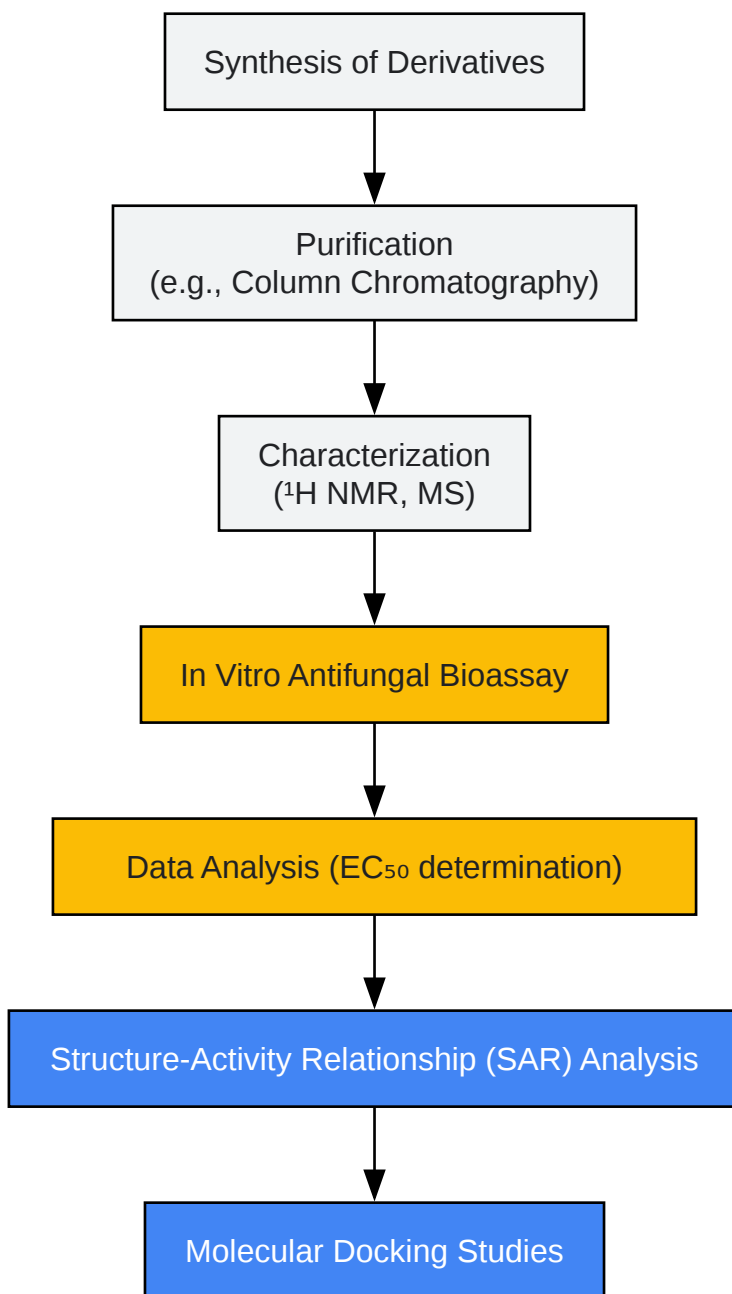 Synthesis of Derivatives
Purification
(e.g., Column Chromatography)
Characterization
(¹H NMR, MS)
In Vitro Antifungal Bioassay
Data Analysis (EC₅₀ determination)
Structure-Activity Relationship (SAR) Analysis
Molecular Docking Studies